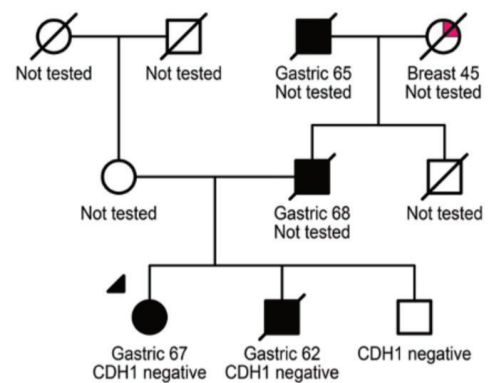 Not tested
Not tested
Gastric 65
Not tested
Breast 45
Not tested
Not tested
Gastric 68
Not tested
Not tested
Gastric 67
CDH1 negative
Gastric 62
CDH1 negative
CDH1 negative